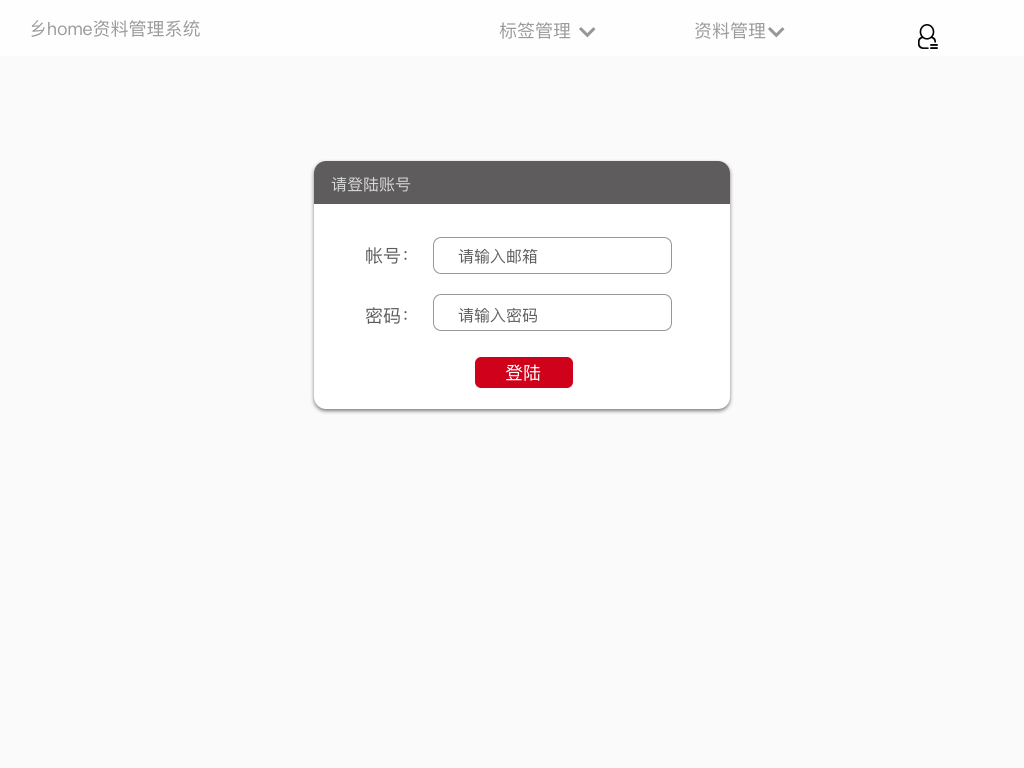 乡home资料管理系统 标签管理 资料管理
请登陆账号
帐号： 请输入邮箱
密码： 请输入密码
登陆